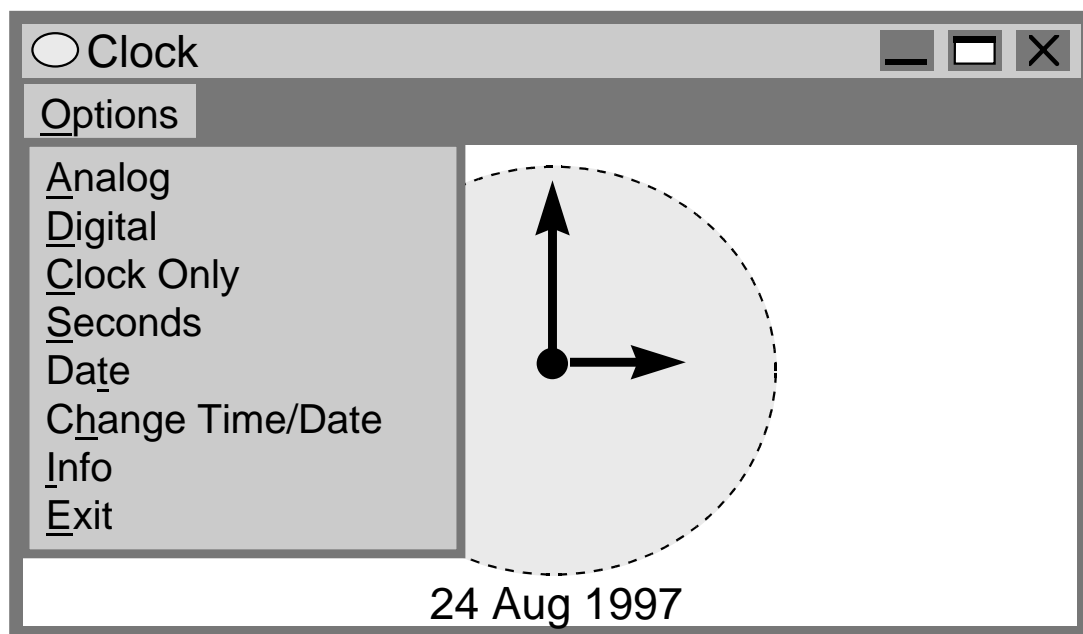 Clock
Options
Analog
Digital
Clock Only
Seconds
Date
Change Time/Date
Info
Exit
24 Aug 1997